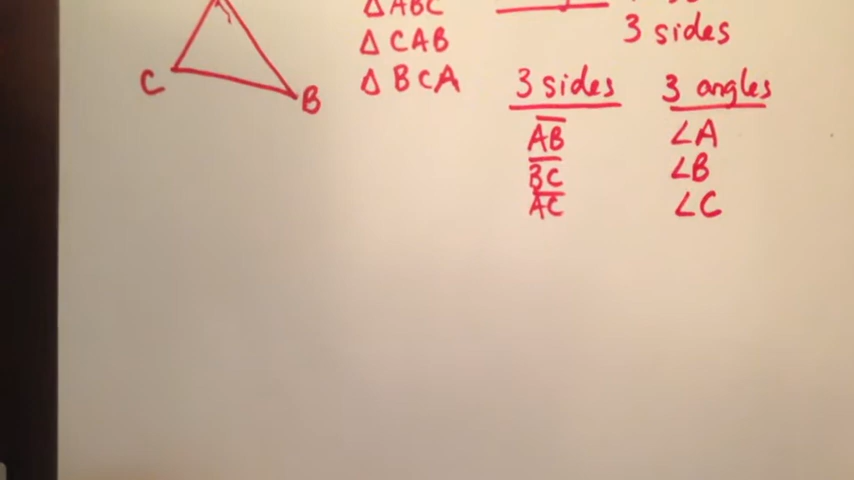 △ABC
3 sides
△CAB
C
B
△BCA
3 sides
3 angles
AB
∠A
BC
∠B
AC
∠C